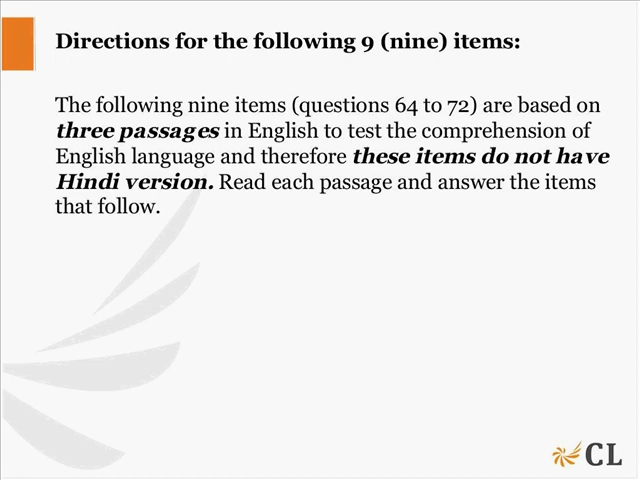 Directions for the following 9 (nine) items:
The following nine items (questions 64 to 72) are based on
three passages in English to test the comprehension of
English language and therefore these items do not have
Hindi version. Read each passage and answer the items
that follow.
CL